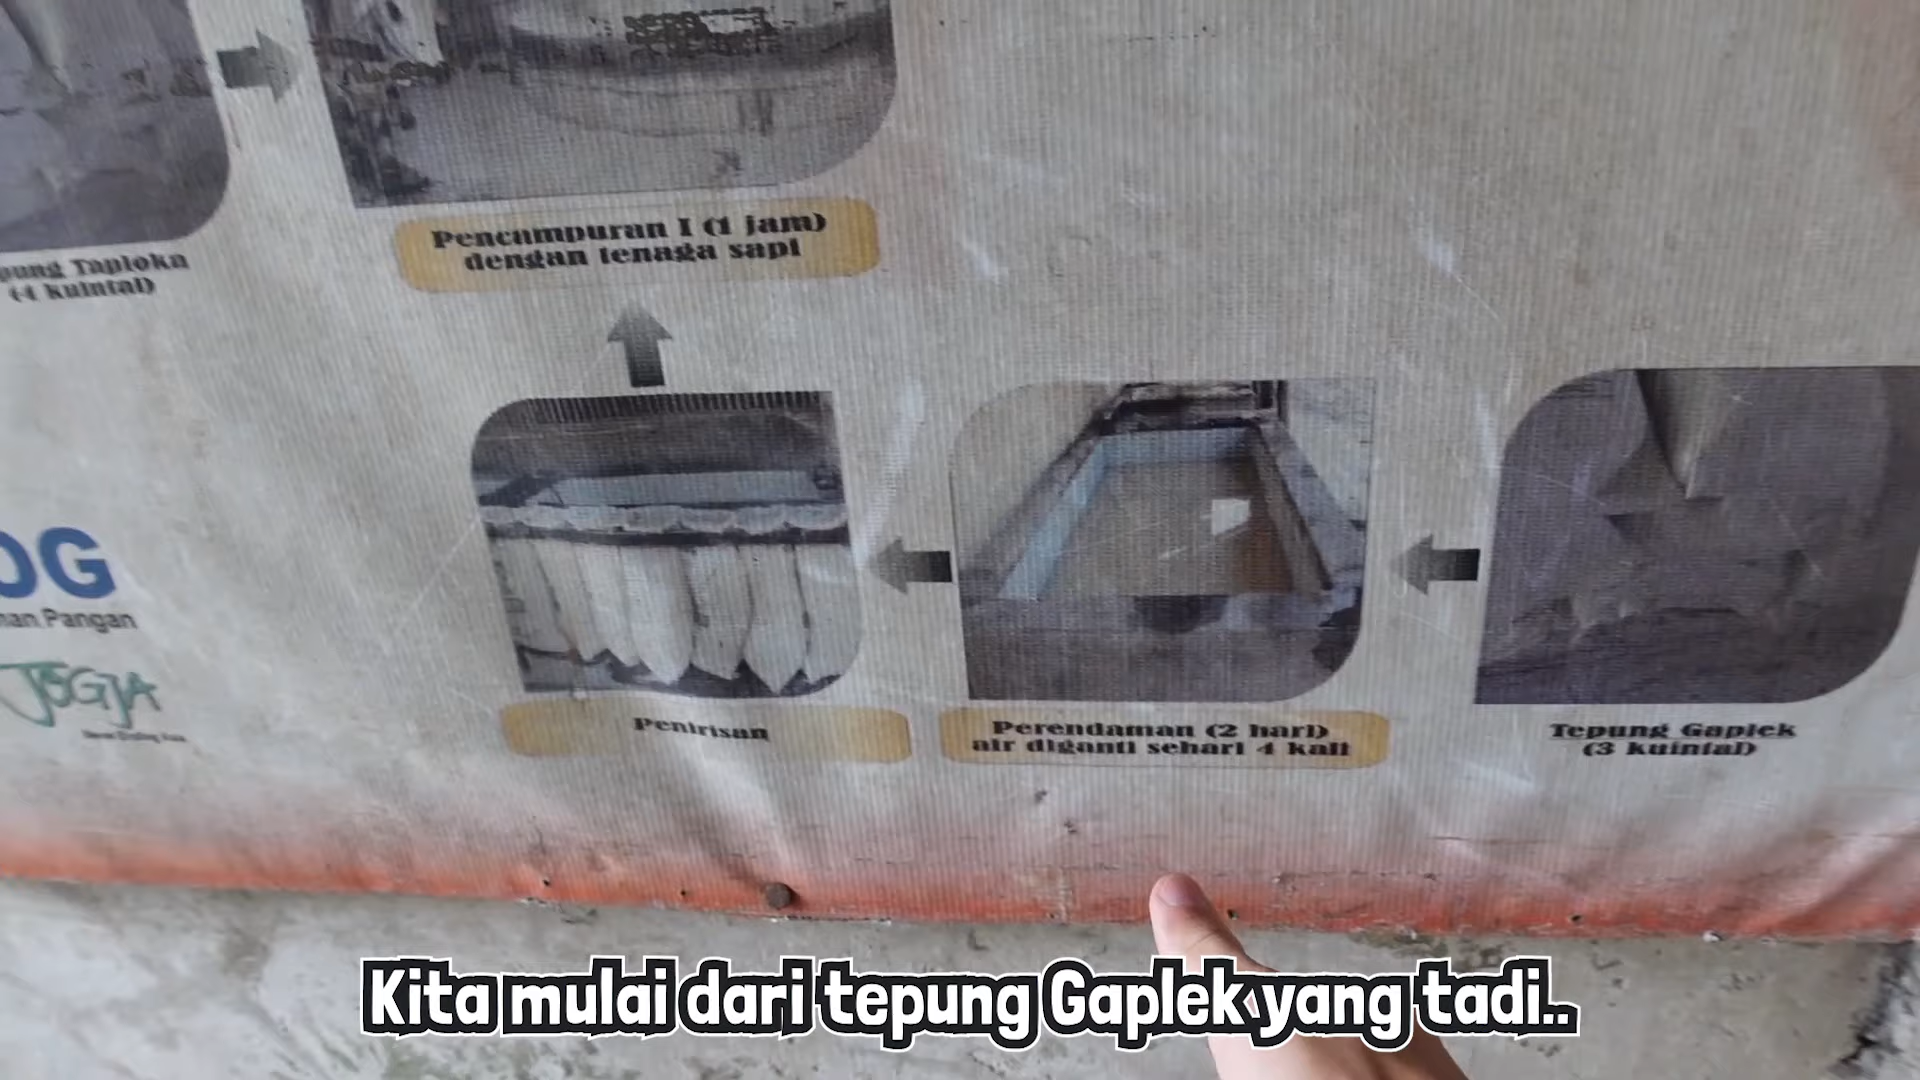 Pencampuran I (1 jam)
dengan tenaga sapi
pung Tapioka
(4 kuintal)
OG
nan Pangan
JOGJA
Penirisan
Perendaman (2 hari)
air diganti sehari 4 kali
Tepung Gaplek
(3 kuintal)
Kita mulai dari tepung Gaplek yang tadi..